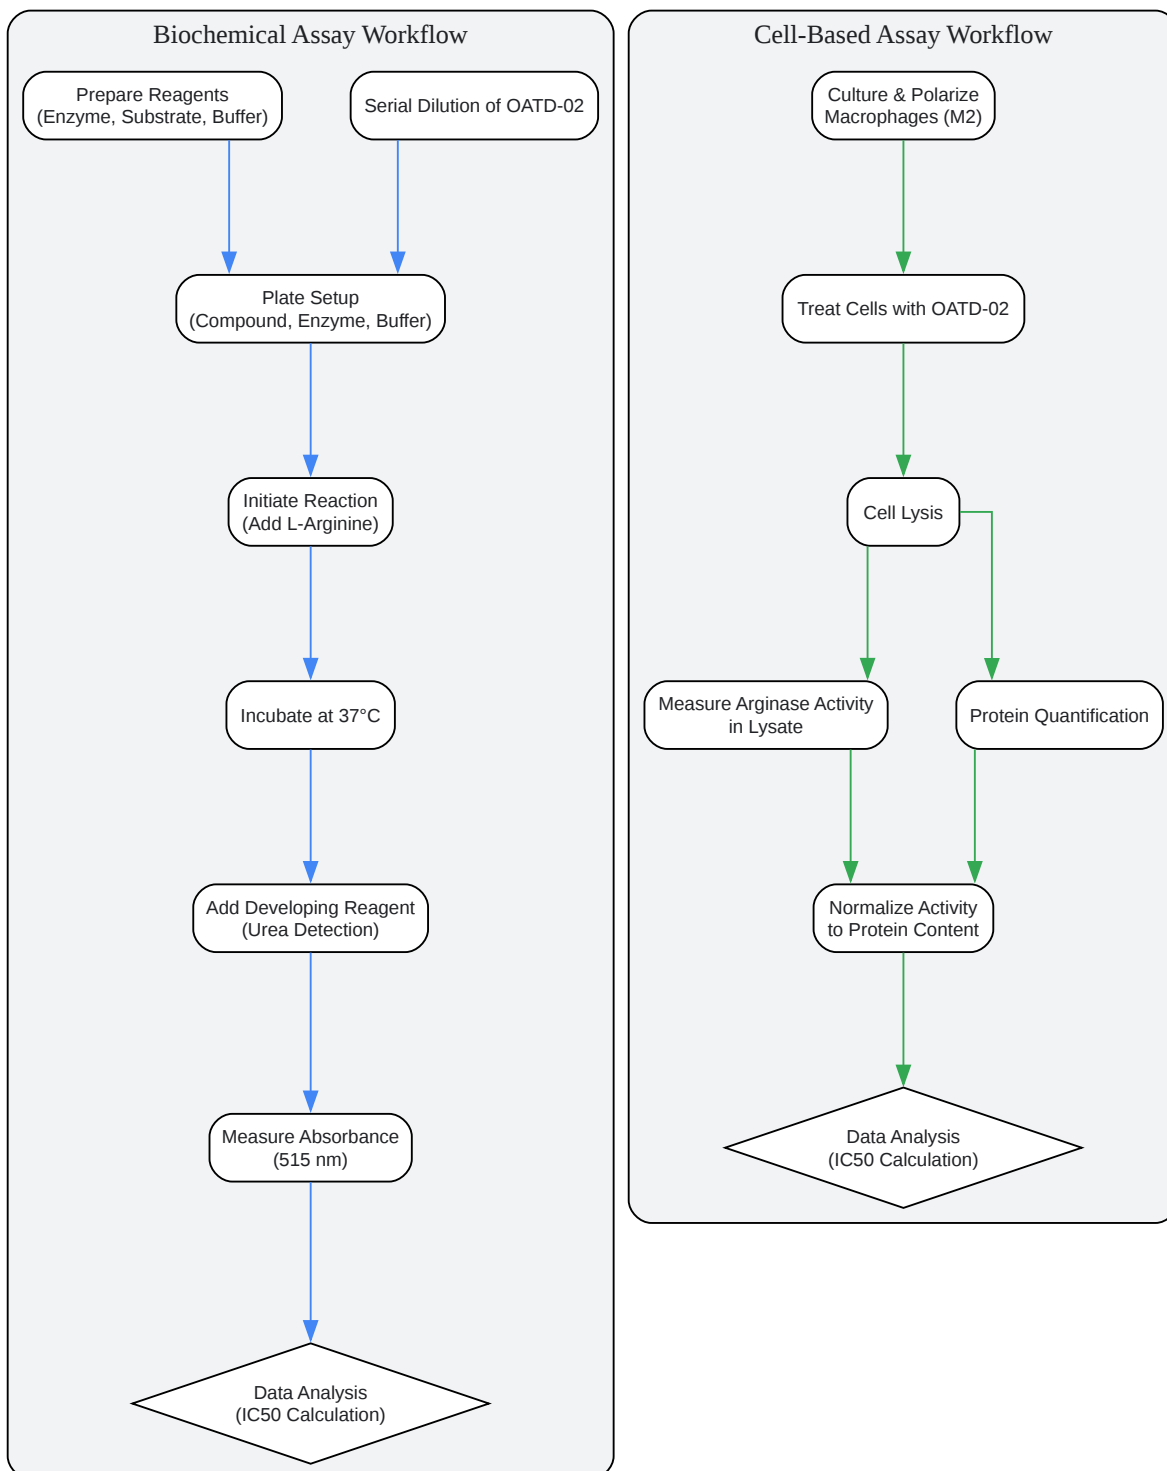 Biochemical Assay Workflow
Prepare Reagents
(Enzyme, Substrate, Buffer)
Serial Dilution of OATD-02
Plate Setup
(Compound, Enzyme, Buffer)
Initiate Reaction
(Add L-Arginine)
Incubate at 37°C
Add Developing Reagent
(Urea Detection)
Measure Absorbance
(515 nm)
Data Analysis
(IC50 Calculation)
Cell-Based Assay Workflow
Culture & Polarize
Macrophages (M2)
Treat Cells with OATD-02
Cell Lysis
Measure Arginase Activity
in Lysate
Protein Quantification
Normalize Activity
to Protein Content
Data Analysis
(IC50 Calculation)